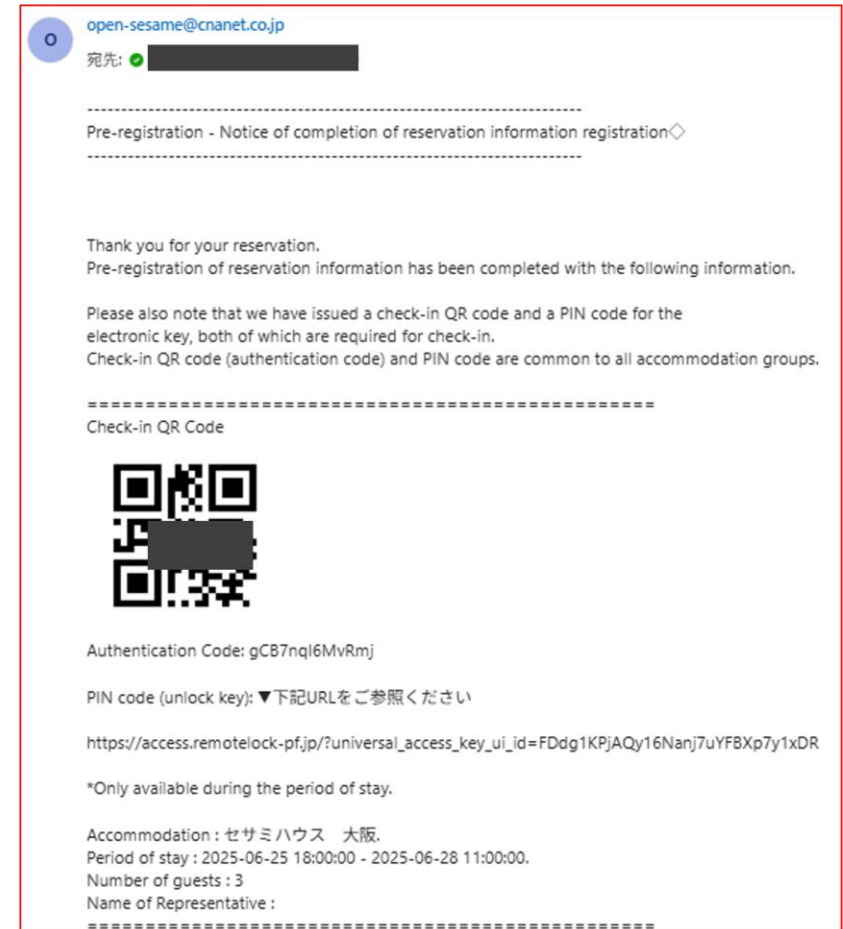 O
open-sesame@cnanet.co.jp
宛先:
------------------------------------------------------------------------
Pre-registration - Notice of completion of reservation information registration◇
------------------------------------------------------------------------
Thank you for your reservation.
Pre-registration of reservation information has been completed with the following information.
Please also note that we have issued a check-in QR code and a PIN code for the
electronic key, both of which are required for check-in.
Check-in QR code (authentication code) and PIN code are common to all accommodation groups.
==================================================
Check-in QR Code
Authentication Code: gCB7nqI6MvRmj
PIN code (unlock key): ▼下記URLをご参照ください
https://access.remotelock-pf.jp/?universal_access_key_ui_id=FDdg1KPjAQy16Nanj7uYFBXp7y1xDR
*Only available during the period of stay.
Accommodation : セサミハウス　大阪.
Period of stay : 2025-06-25 18:00:00 - 2025-06-28 11:00:00.
Number of guests : 3
Name of Representative :
==================================================